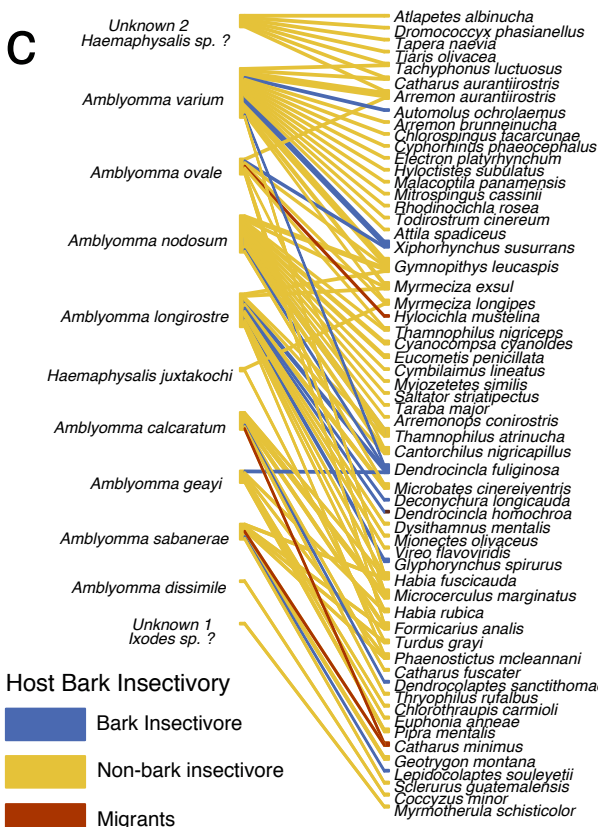 C
Unknown 2
Haemaphysalis sp. ?
Amblyomma varium
Amblyomma ovale
Amblyomma nodosum
Amblyomma longirostre
Haemaphysalis juxtakochi
Amblyomma calcaratum
Amblyomma geayi
Amblyomma sabanerae
Amblyomma dissimile
Unknown 1
Ixodes sp. ?
Atlapetes albinucha
Dromococcyx phasianellus
Tapera naevia
Tiaris olivacea
Tachyphonus luctuosus
Catharus aurantiirostris
Arremon aurantiirostris
Automolus ochrolaemus
Arremon brunneinucha
Chlorospingus tacarcunae
Cyphorhinus phaeocephalus
Electron platyrhynchum
Hyloctistes subulatus
Malacoptila panamensis
Mitrospingus cassinii
Rhodinocichla rosea
Todirostrum cinereum
Attila spadiceus
Xiphorhynchus susurrans
Gymnopithys leucaspis
Myrmeciza exsul
Myrmeciza longipes
Hylocichla mustelina
Thamnophilus nigriceps
Cyanocompsa cyanoides
Eucometis penicillata
Cymbilaimus lineatus
Myiozetetes similis
Saltator striatipectus
Taraba major
Arremonops conirostris
Thamnophilus atrinucha
Cantorchilus nigricapillus
Dendrocincla fuliginosa
Microbates cinereiventris
Deconychura longicauda
Dendrocincla homochroa
Dysithamnus mentalis
Mionectes olivaceus
Vireo flavoviridis
Glyphorynchus spirurus
Habia fuscicauda
Microcerculus marginatus
Habia rubica
Formicarius analis
Turdus grayi
Phaenostictus mcleannani
Catharus fuscater
Dendrocolaptes sanctithomae
Thryophilus rufalbus
Chlorothraupis carmioli
Euphonia anneae
Pipra mentalis
Catharus minimus
Geotrygon montana
Lepidocolaptes souleyetii
Sclerurus guatemalensis
Coccyzus minor
Myrmotherula schisticolor
Host Bark Insectivory
Bark Insectivore
Non-bark insectivore
Migrants